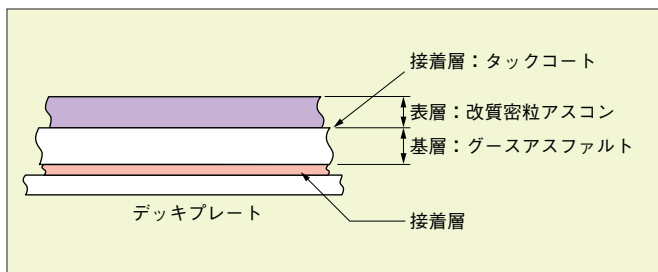 接着層：タックコート
表層：改質密粒アスコン
基層：グースアスファルト
デッキプレート
接着層